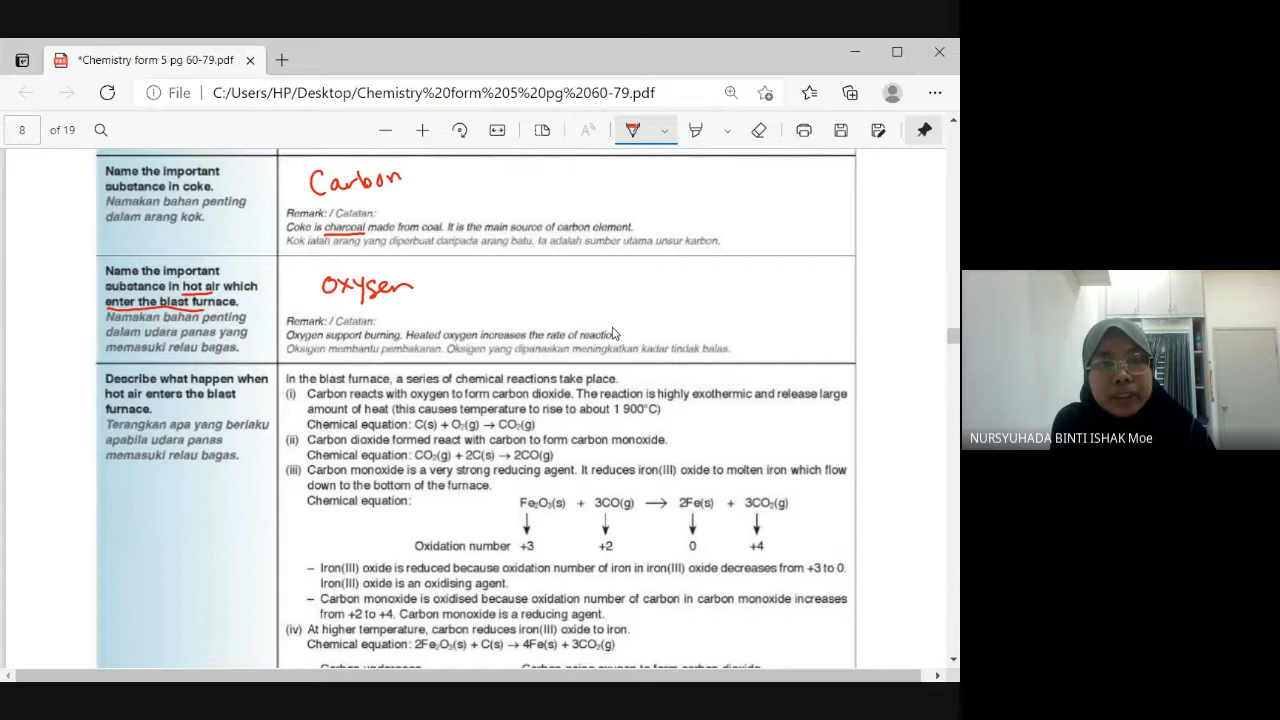 *Chemistry form 5 pg 60-79.pdf
File C:/Users/HP/Desktop/Chemistry%20form%205%20pg%2060-79.pdf
8 of 19
Name the important
substance in coke.
Namakan bahan penting
dalam arang kok.
Carbon
Remark: / Catatan:
Coke is charcoal made from coal. It is the main source of carbon element.
Kok ialah arang yang diperbuat daripada arang batu. Ia adalah sumber utama unsur karbon.
Name the important
substance in hot air which
enter the blast furnace.
Namakan bahan penting
dalam udara panas yang
memasuki relau bagas.
oxygen
Remark: / Catatan:
Oxygen support burning. Heated oxygen increases the rate of reaction
Oksigen membantu pembakaran. Oksigen yang dipanaskan meningkatkan kadar tindak balas.
Describe what happen when
hot air enters the blast
furnace.
Terangkan apa yang berlaku
apabila udara panas
memasuki relau bagas.
In the blast furnace, a series of chemical reactions take place.
(i) Carbon reacts with oxygen to form carbon dioxide. The reaction is highly exothermic and release large
amount of heat (this causes temperature to rise to about 1 900°C)
Chemical equation: C(s) + O₂(g) → CO₂(g)
(ii) Carbon dioxide formed react with carbon to form carbon monoxide.
Chemical equation: CO₂(g) + 2C(s) → 2CO(g)
(iii) Carbon monoxide is a very strong reducing agent. It reduces iron(III) oxide to molten iron which flow
down to the bottom of the furnace.
Chemical equation: Fe₂O₃(s) + 3CO(g) → 2Fe(s) + 3CO₂(g)
Oxidation number +3 +2 0 +4
– Iron(III) oxide is reduced because oxidation number of iron in iron(III) oxide decreases from +3 to 0.
Iron(III) oxide is an oxidising agent.
– Carbon monoxide is oxidised because oxidation number of carbon in carbon monoxide increases
from +2 to +4. Carbon monoxide is a reducing agent.
(iv) At higher temperature, carbon reduces iron(III) oxide to iron.
Chemical equation: 2Fe₂O₃(s) + C(s) → 4Fe(s) + 3CO₂(g)
NURSYUHADA BINTI ISHAK Moe